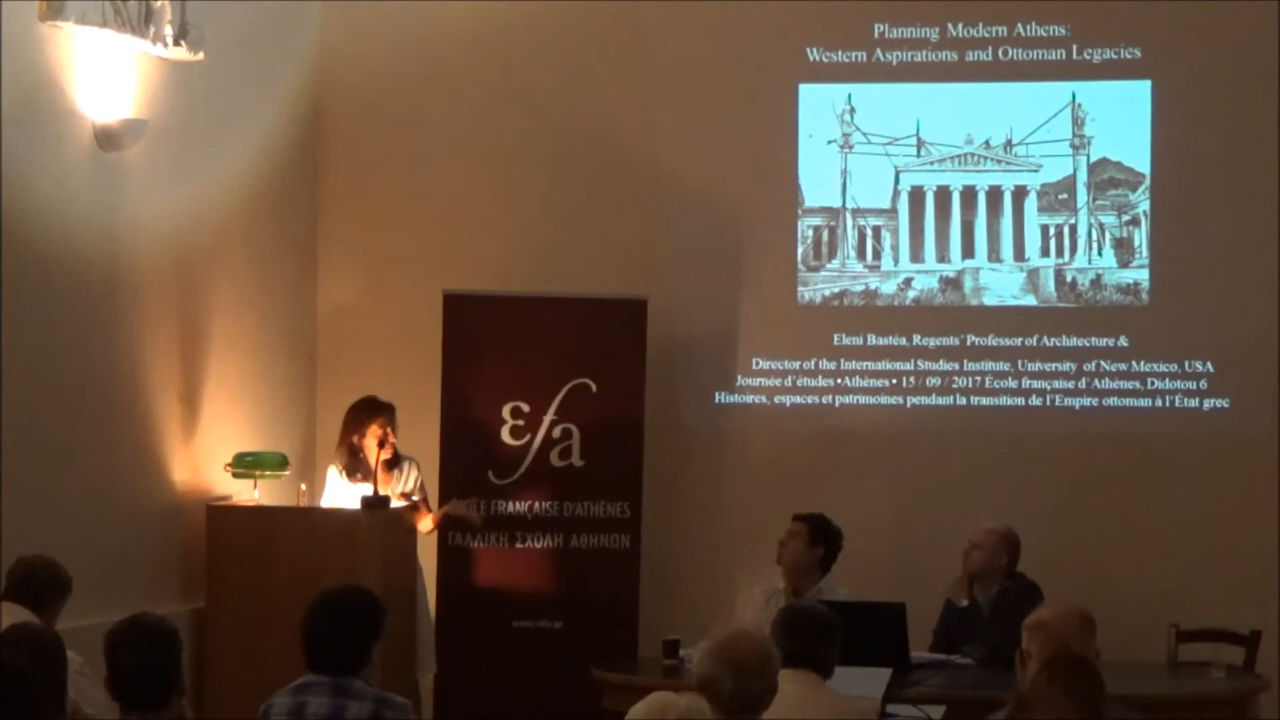 Planning Modern Athens:
Western Aspirations and Ottoman Legacies
Eleni Bastéa, Regents' Professor of Architecture &
Director of the International Studies Institute, University of New Mexico, USA
Journée d'études • Athènes • 15 / 09 / 2017 École française d'Athènes, Didotou 6
Histoires, espaces et patrimoines pendant la transition de l'Empire ottoman à l'État grec
εfa
ÉCOLE FRANÇAISE D'ATHÈNES
ΓΑΛΛΙΚΗ ΣΧΟΛΗ ΑΘΗΝΩΝ
www.efa.gr